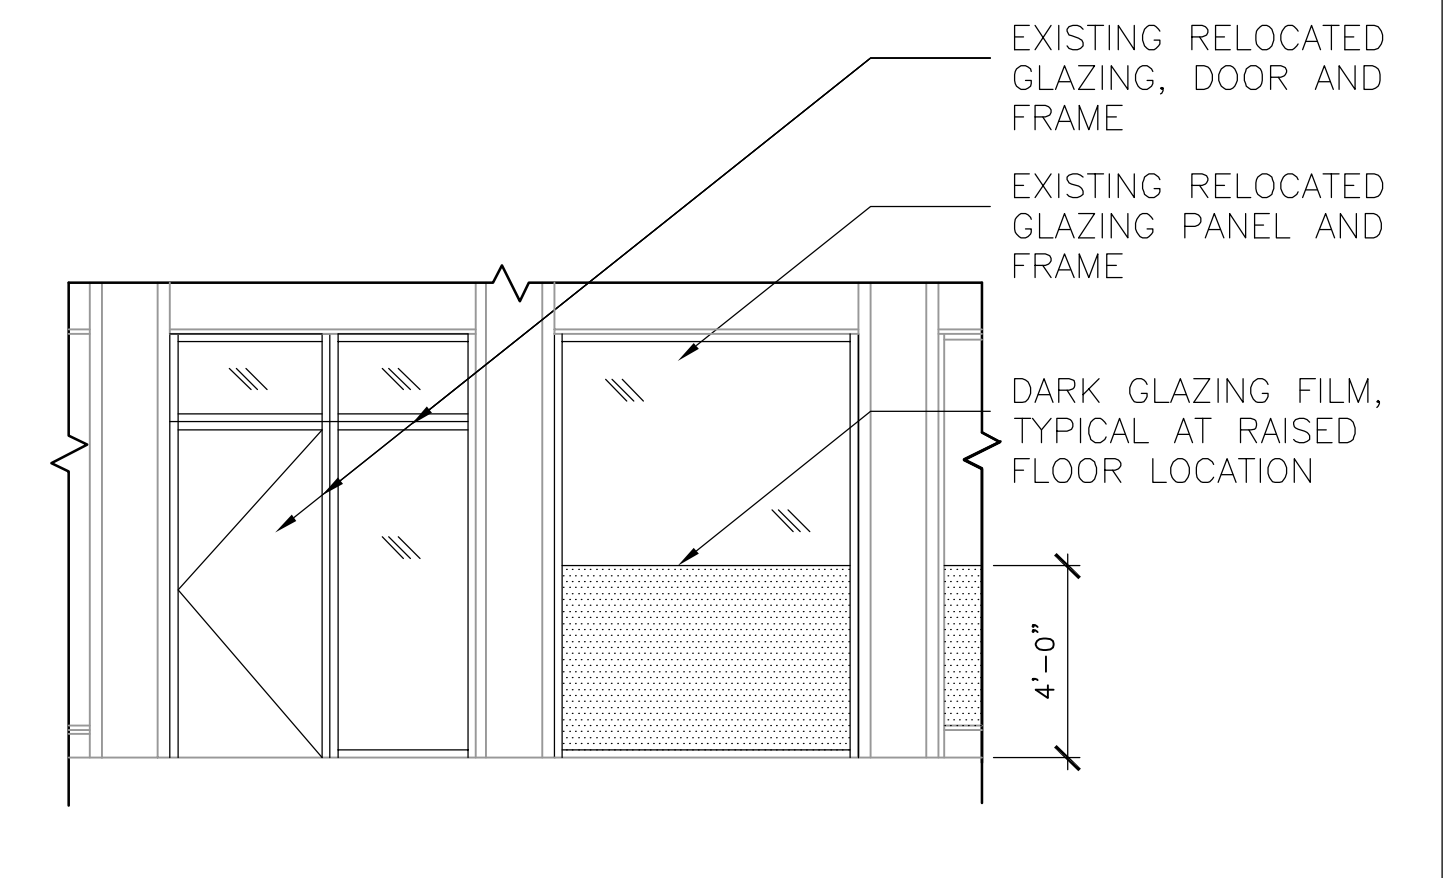 EXISTING RELOCATED
GLAZING, DOOR AND
FRAME
EXISTING RELOCATED
GLAZING PANEL AND
FRAME
DARK GLAZING FILM,
TYPICAL AT RAISED
FLOOR LOCATION
4'-0"